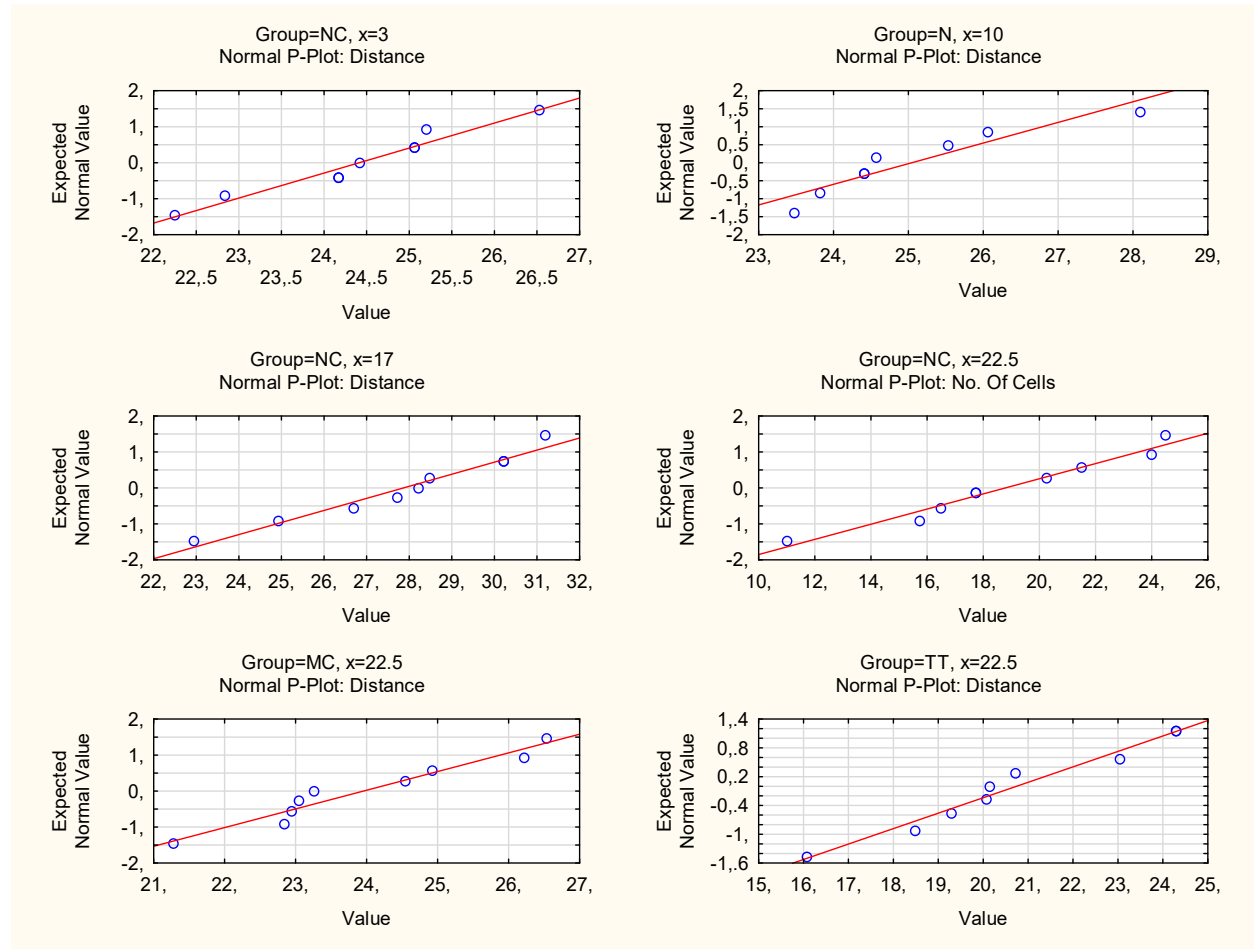 Group=NC, x=3
Normal P-Plot: Distance
Expected
Normal Value
2,
1,
0,
-1,
-2,
22, 23, 24, 25, 26, 27,
22,.5 23,.5 24,.5 25,.5 26,.5
Value
Group=N, x=10
Normal P-Plot: Distance
Expected
Normal Value
2,
1,.5
1,
0,.5
0,
-0,.5
-1,
-1,.5
-2,
23, 24, 25, 26, 27, 28, 29,
Value
Group=NC, x=17
Normal P-Plot: Distance
Expected
Normal Value
2,
1,
0,
-1,
-2,
22, 23, 24, 25, 26, 27, 28, 29, 30, 31, 32,
Value
Group=NC, x=22.5
Normal P-Plot: No. Of Cells
Expected
Normal Value
2,
1,
0,
-1,
-2,
10, 12, 14, 16, 18, 20, 22, 24, 26,
Value
Group=MC, x=22.5
Normal P-Plot: Distance
Expected
Normal Value
2,
1,
0,
-1,
-2,
21, 22, 23, 24, 25, 26, 27,
Value
Group=TT, x=22.5
Normal P-Plot: Distance
Expected
Normal Value
1,.4
0,.8
0,.2
-0,.4
-1,
-1,.6
15, 16, 17, 18, 19, 20, 21, 22, 23, 24, 25,
Value